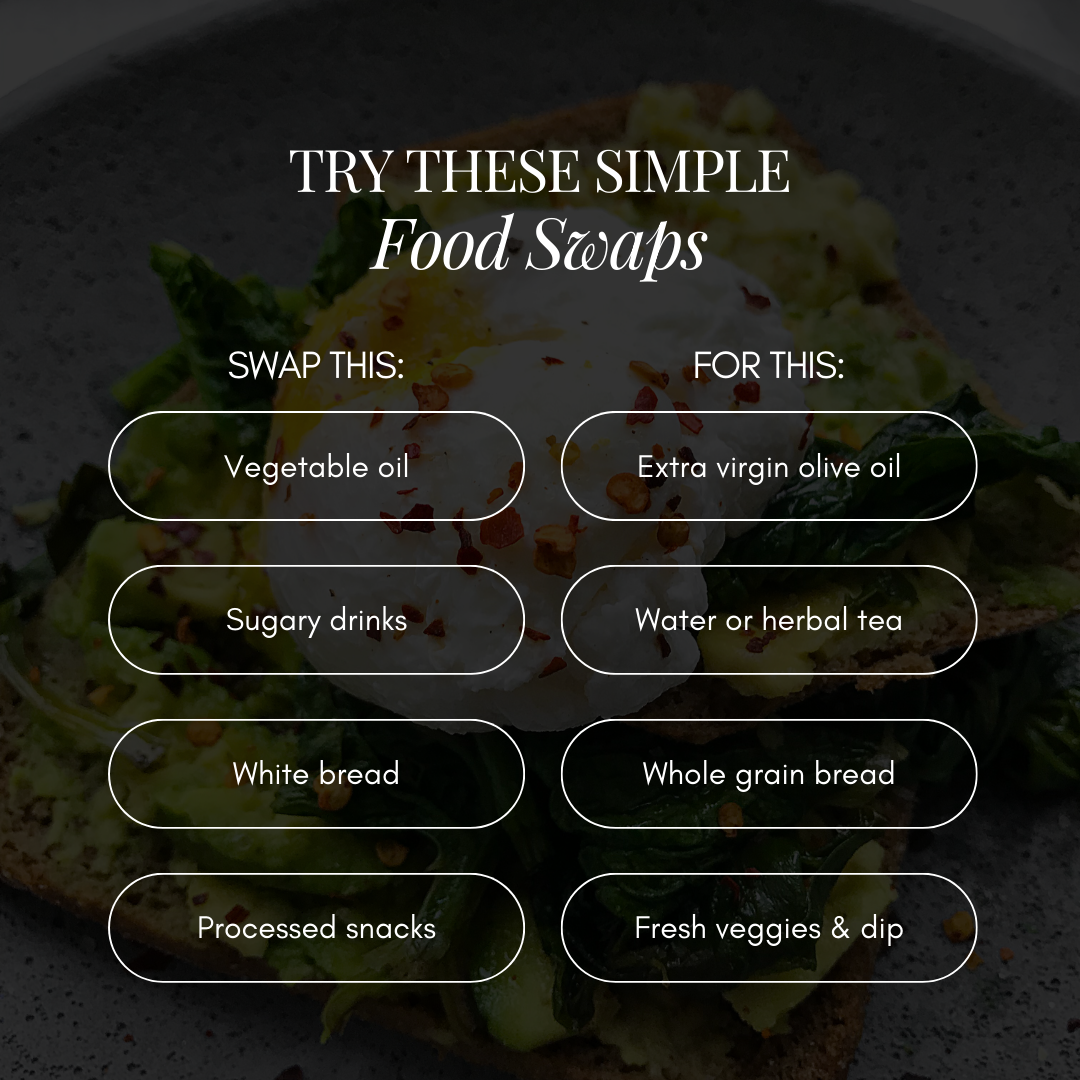 TRY THESE SIMPLE
Food Swaps
SWAP THIS:
FOR THIS:
Vegetable oil
Extra virgin olive oil
Sugary drinks
Water or herbal tea
White bread
Whole grain bread
Processed snacks
Fresh veggies & dip